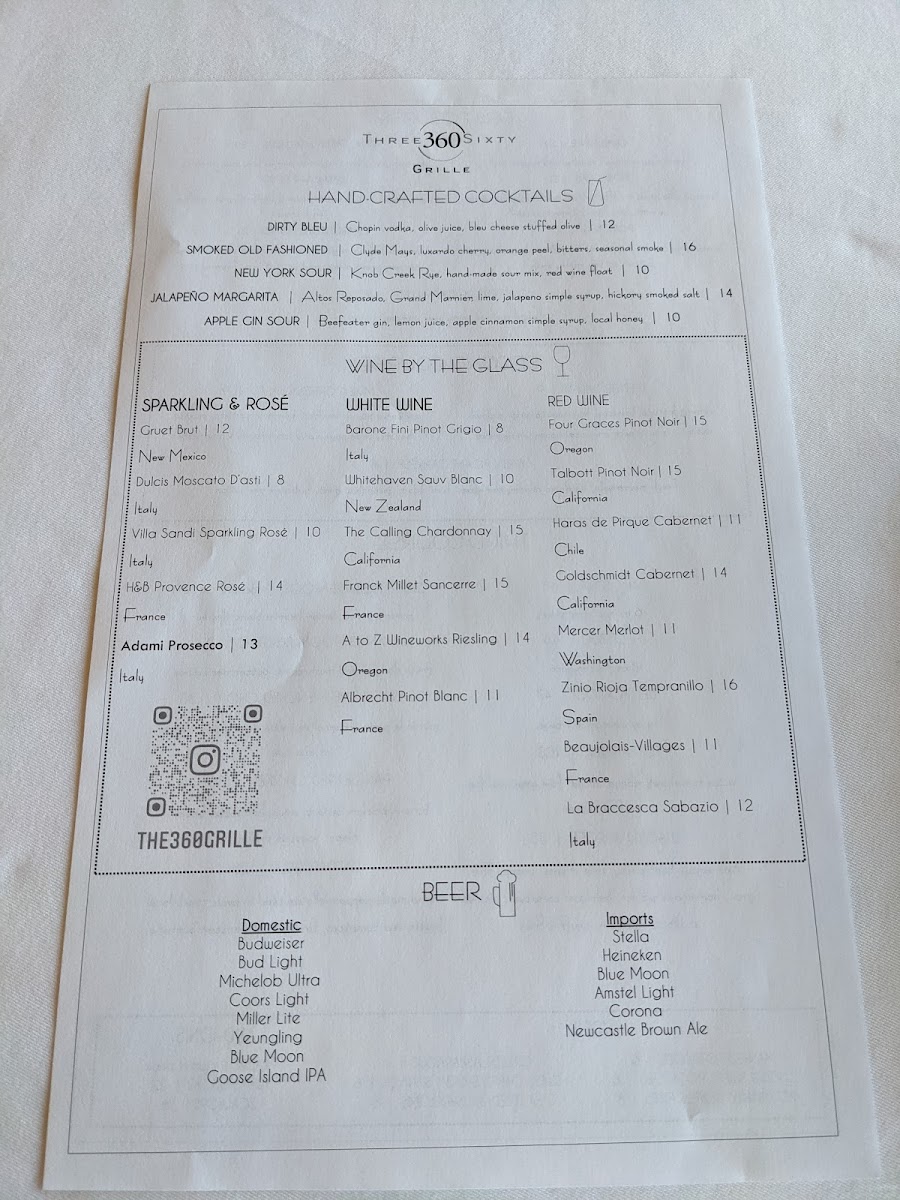 THREE 360 SIXTY
GRILLE
HAND-CRAFTED COCKTAILS
DIRTY BLEU | Chopin vodka, olive juice, bleu cheese stuffed olive | 12
SMOKED OLD FASHIONED | Clyde Mays, luxardo cherry, orange peel, bitters, seasonal smoke | 16
NEW YORK SOUR | Knob Creek Rye, hand-made sour mix, red wine float | 10
JALAPEÑO MARGARITA | Altos Reposado, Grand Marnier, lime, jalapeno simple syrup, hickory smoked salt | 14
APPLE GIN SOUR | Beefeater gin, lemon juice, apple cinnamon simple syrup, local honey | 10
WINE BY THE GLASS
SPARKLING & ROSÉ
Gruet Brut | 12
New Mexico
Dulcis Moscato D'asti | 8
Italy
Villa Sandi Sparkling Rosé | 10
Italy
H&B Provence Rosé | 14
France
Adami Prosecco | 13
Italy
THE360GRILLE
WHITE WINE
Barone Fini Pinot Grigio | 8
Italy
Whitehaven Sauv Blanc | 10
New Zealand
The Calling Chardonnay | 15
California
Franck Millet Sancerre | 15
France
A to Z Wineworks Riesling | 14
Oregon
Albrecht Pinot Blanc | 11
France
RED WINE
Four Graces Pinot Noir | 15
Oregon
Talbott Pinot Noir | 15
California
Haras de Pirque Cabernet | 11
Chile
Goldschmidt Cabernet | 14
California
Mercer Merlot | 11
Washington
Zinio Rioja Tempranillo | 16
Spain
Beaujolais-Villages | 11
France
La Braccesca Sabazio | 12
Italy
BEER
Domestic
Budweiser
Bud Light
Michelob Ultra
Coors Light
Miller Lite
Yeungling
Blue Moon
Goose Island IPA
Imports
Stella
Heineken
Blue Moon
Amstel Light
Corona
Newcastle Brown Ale